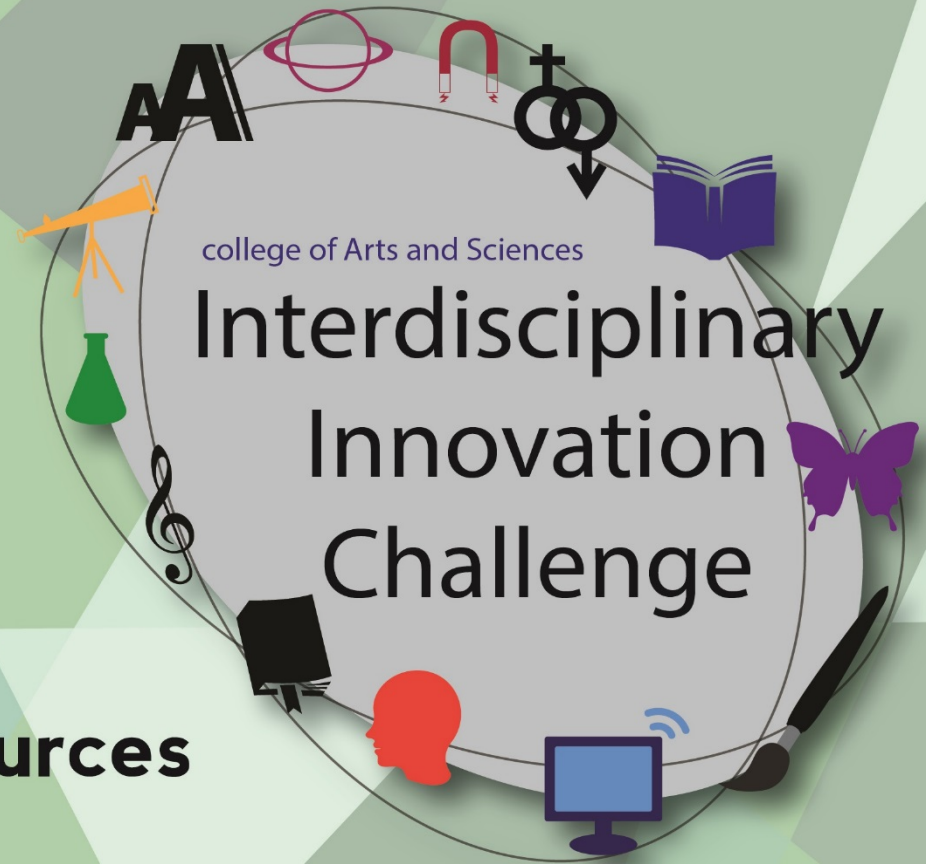 AA
college of Arts and Sciences
Interdisciplinary
Innovation
Challenge
urces